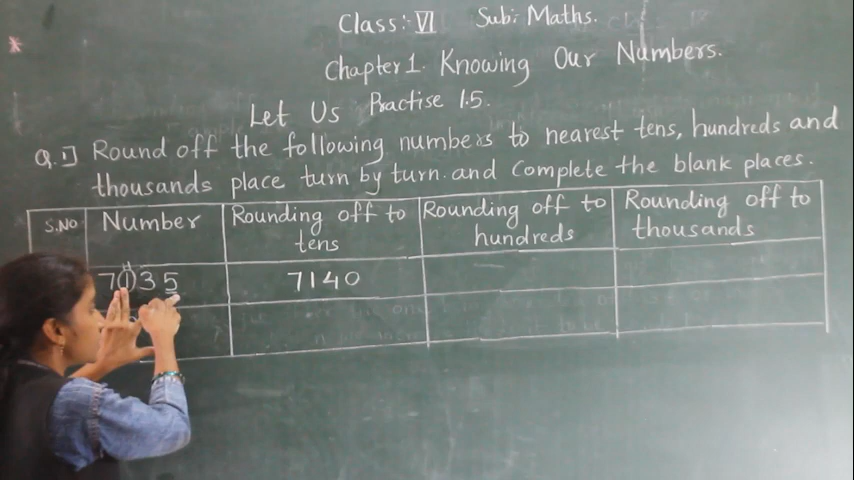 Class:- VI Sub: Maths.
Chapter 1. Knowing Our Numbers.
Let Us Practise 1.5.
Q.1] Round off the following numbers to nearest tens, hundreds and
thousands place turn by turn. and Complete the blank places.
S.NO Number Rounding off to tens Rounding off to hundreds Rounding off to thousands
7035 7140